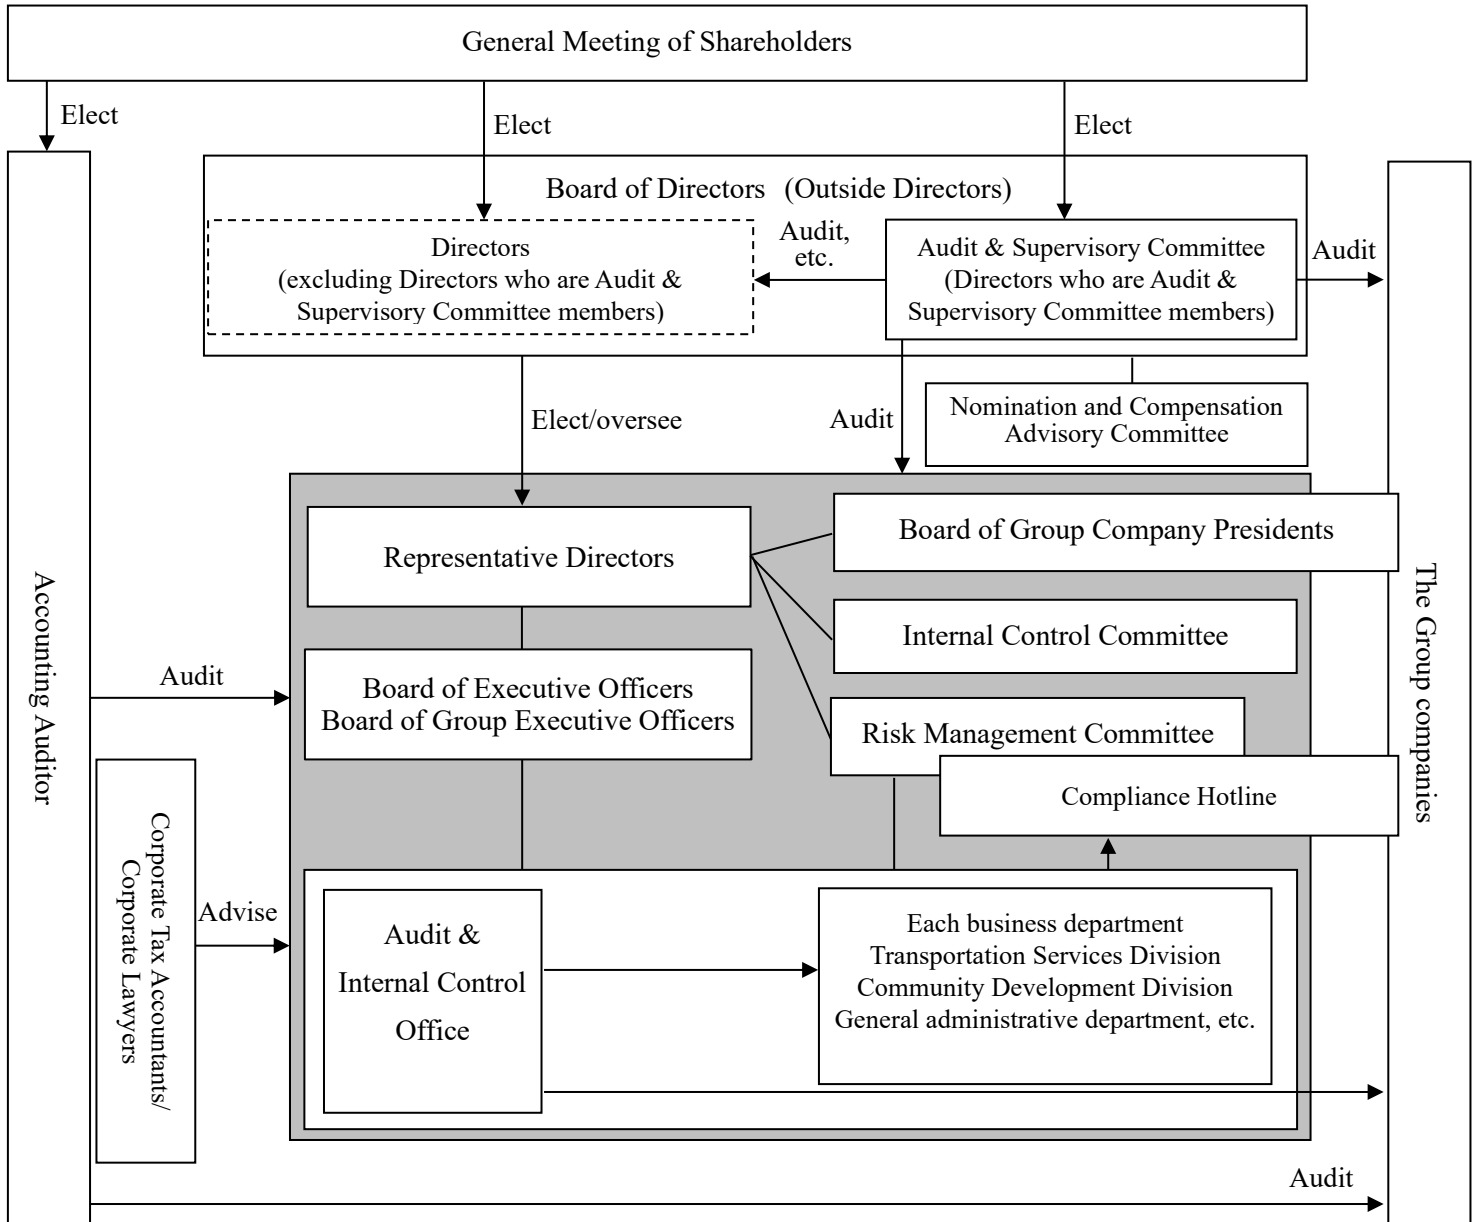 General Meeting of Shareholders
Elect
Elect
Elect
Board of Directors (Outside Directors)
Directors
(excluding Directors who are Audit &
Supervisory Committee members)
Audit,
etc.
Audit & Supervisory Committee
(Directors who are Audit &
Supervisory Committee members)
Audit
Elect/oversee
Audit
Nomination and Compensation
Advisory Committee
Accounting Auditor
The Group companies
Representative Directors
Board of Group Company Presidents
Internal Control Committee
Audit
Board of Executive Officers
Board of Group Executive Officers
Risk Management Committee
Compliance Hotline
Corporate Tax Accountants/
Corporate Lawyers
Advise
Audit &
Internal Control
Office
Each business department
Transportation Services Division
Community Development Division
General administrative department, etc.
Audit